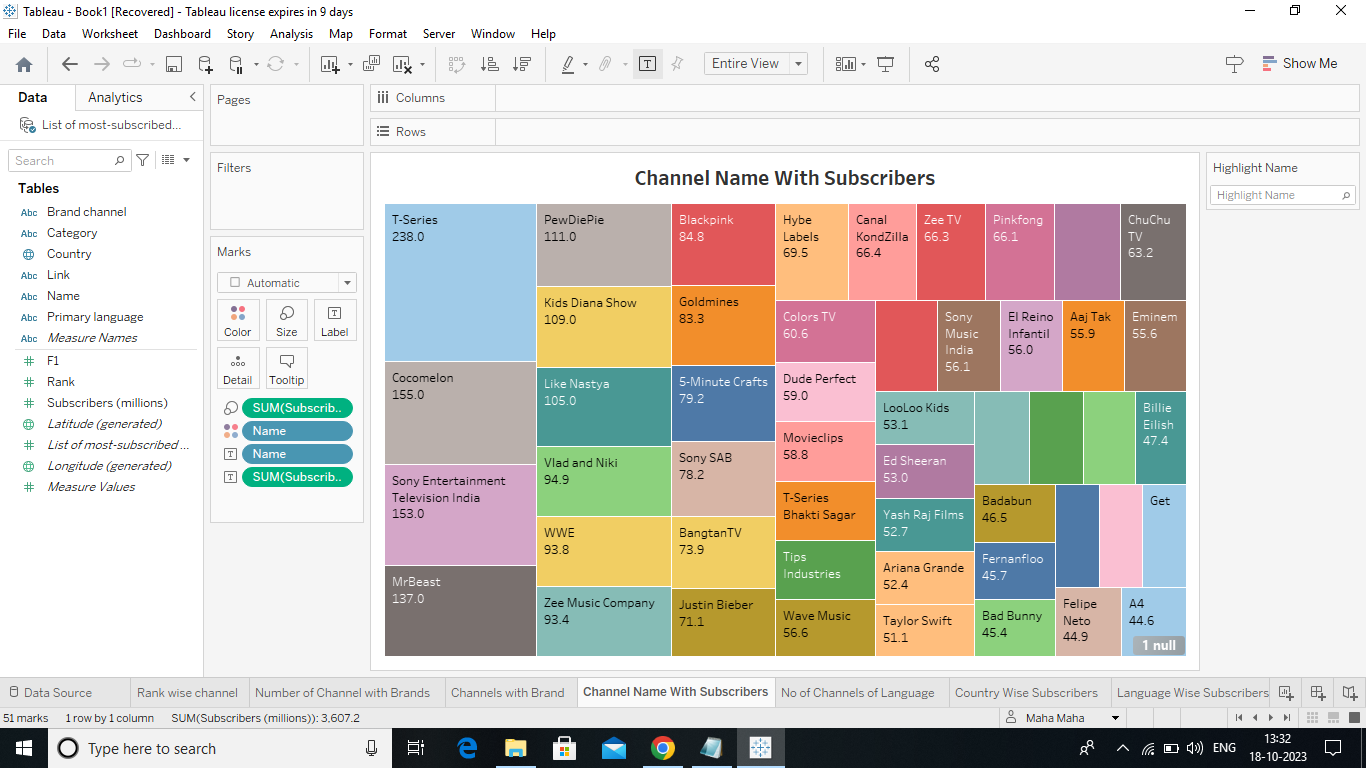 Tableau - Book1 [Recovered] - Tableau license expires in 9 days
File Data Worksheet Dashboard Story Analysis Map Format Server Window Help
Entire View
Show Me
Data Analytics
List of most-subscribed...
Search
Tables
Abc Brand channel
Abc Category
Country
Abc Link
Abc Name
Abc Primary language
Abc Measure Names
F1
Rank
Subscribers (millions)
Latitude (generated)
List of most-subscribed ...
Longitude (generated)
Measure Values
Pages
Filters
Marks
Automatic
Color Size Label
Detail Tooltip
SUM(Subscrib..
Name
Name
SUM(Subscrib..
Columns
Rows
Channel Name With Subscribers
T-Series
238.0
Cocomelon
155.0
Sony Entertainment
Television India
153.0
MrBeast
137.0
PewDiePie
111.0
Kids Diana Show
109.0
Like Nastya
105.0
Vlad and Niki
94.9
WWE
93.8
Zee Music Company
93.4
Blackpink
84.8
Goldmines
83.3
5-Minute Crafts
79.2
Sony SAB
78.2
BangtanTV
73.9
Justin Bieber
71.1
Hybe
Labels
69.5
Canal
KondZilla
66.4
Zee TV
66.3
Pinkfong
66.1
ChuChu
TV
63.2
Colors TV
60.6
Dude Perfect
59.0
Movieclips
58.8
T-Series
Bhakti Sagar
Tips
Industries
Wave Music
56.6
Sony
Music
India
56.1
El Reino
Infantil
56.0
Aaj Tak
55.9
Eminem
55.6
LooLoo Kids
53.1
Ed Sheeran
53.0
Yash Raj Films
52.7
Ariana Grande
52.4
Taylor Swift
51.1
Billie
Eilish
47.4
Badabun
46.5
Fernanfloo
45.7
Bad Bunny
45.4
Get
Felipe
Neto
44.9
A4
44.6
1 null
Highlight Name
Highlight Name
Data Source Rank wise channel Number of Channel with Brands Channels with Brand Channel Name With Subscribers No of Channels of Language Country Wise Subscribers Language Wise Subscribers
51 marks 1 row by 1 column SUM(Subscribers (millions)): 3,607.2 Maha Maha
Type here to search
ENG
13:32
18-10-2023